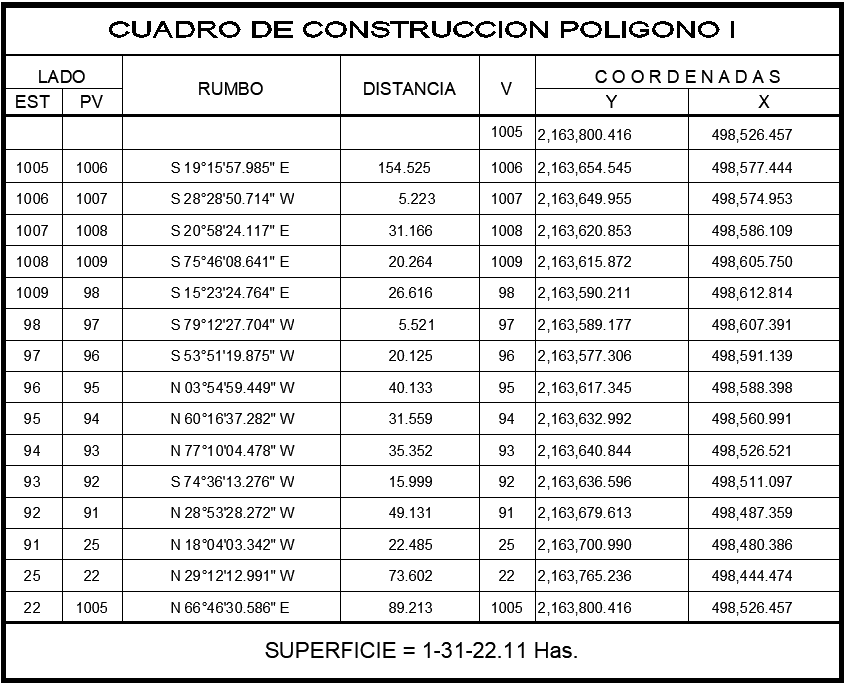 CUADRO DE CONSTRUCCION POLIGONO I
LADO RUMBO DISTANCIA V C O O R D E N A D A S
EST PV Y X
1005 2,163,800.416 498,526.457
1005 1006 S 19°15'57.985" E 154.525 1006 2,163,654.545 498,577.444
1006 1007 S 28°28'50.714" W 5.223 1007 2,163,649.955 498,574.953
1007 1008 S 20°58'24.117" E 31.166 1008 2,163,620.853 498,586.109
1008 1009 S 75°46'08.641" E 20.264 1009 2,163,615.872 498,605.750
1009 98 S 15°23'24.764" E 26.616 98 2,163,590.211 498,612.814
98 97 S 79°12'27.704" W 5.521 97 2,163,589.177 498,607.391
97 96 S 53°51'19.875" W 20.125 96 2,163,577.306 498,591.139
96 95 N 03°54'59.449" W 40.133 95 2,163,617.345 498,588.398
95 94 N 60°16'37.282" W 31.559 94 2,163,632.992 498,560.991
94 93 N 77°10'04.478" W 35.352 93 2,163,640.844 498,526.521
93 92 S 74°36'13.276" W 15.999 92 2,163,636.596 498,511.097
92 91 N 28°53'28.272" W 49.131 91 2,163,679.613 498,487.359
91 25 N 18°04'03.342" W 22.485 25 2,163,700.990 498,480.386
25 22 N 29°12'12.991" W 73.602 22 2,163,765.236 498,444.474
22 1005 N 66°46'30.586" E 89.213 1005 2,163,800.416 498,526.457
SUPERFICIE = 1-31-22.11 Has.